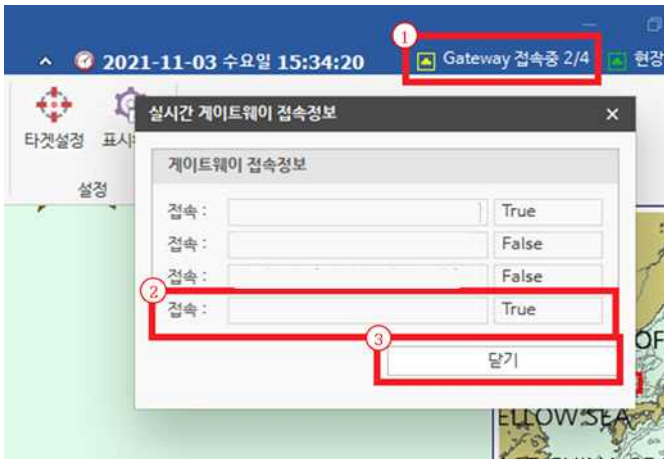 ① 
2021-11-03 수요일 15:34:20 Gateway 접속중 2/4 현장
타겟설정 표시
설정
실시간 게이트웨이 접속정보 ×
게이트웨이 접속정보
접속 : True
접속 : False
접속 : False
②
접속 : True
③
닫기
OF
ELLOW SEA